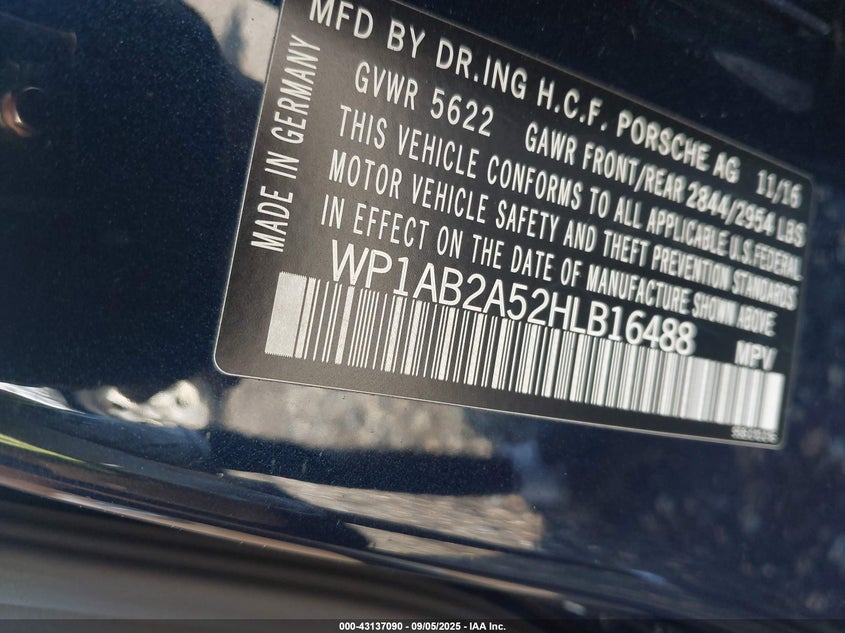 MFD BY DR.ING H.C.F. PORSCHE AG 11/16
GVWR 5622 GAWR FRONT/REAR 2844/2954 LBS
THIS VEHICLE CONFORMS TO ALL APPLICABLE U.S.FEDERAL
MOTOR VEHICLE SAFETY AND THEFT PREVENTION STANDARDS
IN EFFECT ON THE DATE OF MANUFACTURE SHOWN ABOVE
WP1AB2A52HLB16488 MPV
MADE IN GERMANY
000-43137090 - 09/05/2025 - IAA Inc.